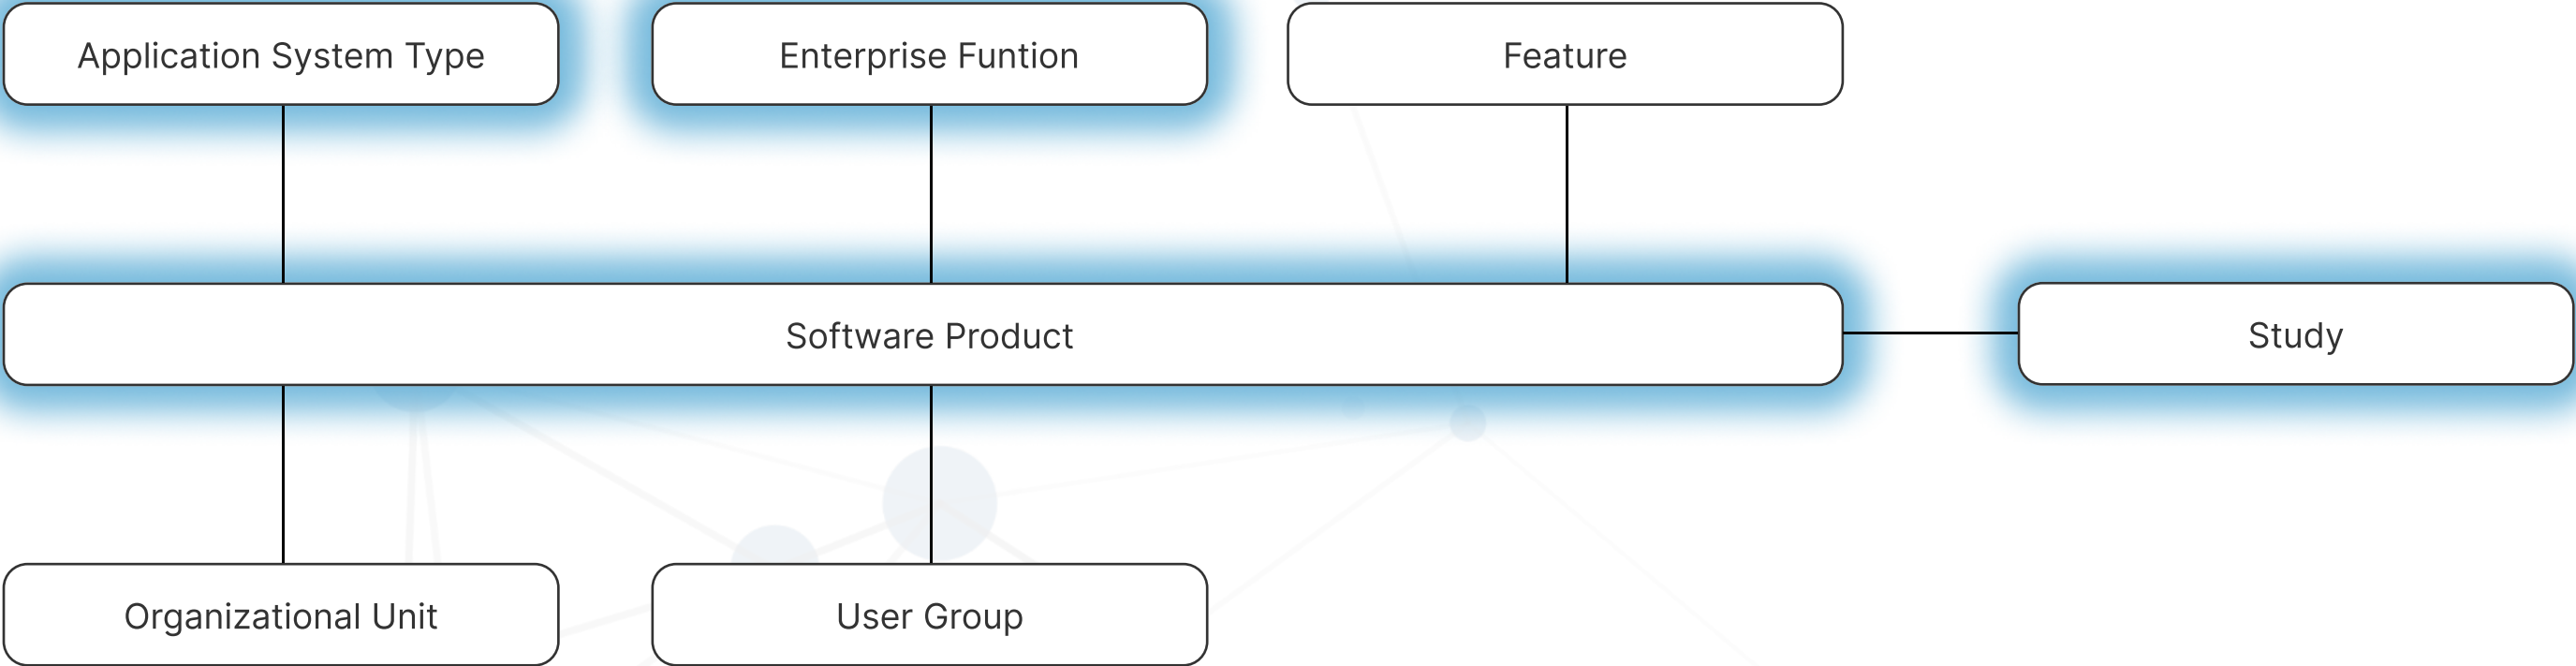 Application System Type
Enterprise Funtion
Feature
Software Product
Study
Organizational Unit
User Group